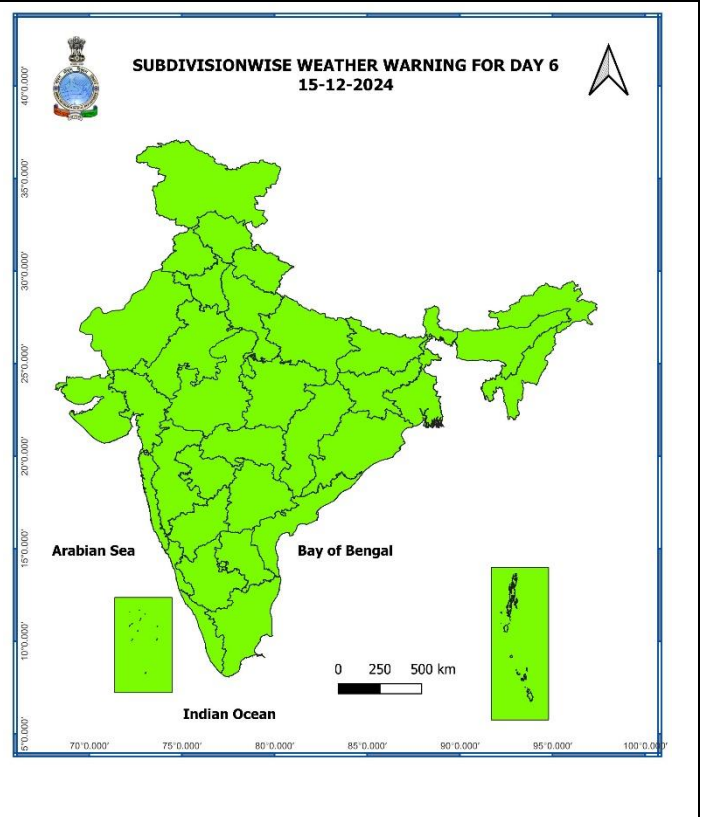 SUBDIVISIONWISE WEATHER WARNING FOR DAY 6
15-12-2024
40°0.000'
35°0.000'
30°0.000'
25°0.000'
20°0.000'
15°0.000'
10°0.000'
5°0.000'
Arabian Sea
Bay of Bengal
0 250 500 km
Indian Ocean
70°0.000' 75°0.000' 80°0.000' 85°0.000' 90°0.000' 95°0.000' 100°0.000'